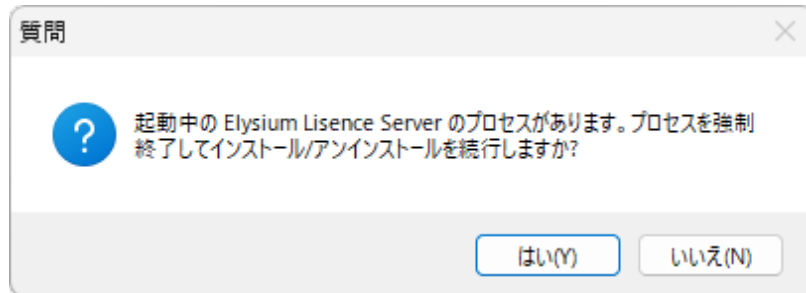 質問
起動中の Elysium Lisence Server のプロセスがあります。プロセスを強制
終了してインストール/アンインストールを続行しますか?
はい(Y)
いいえ(N)